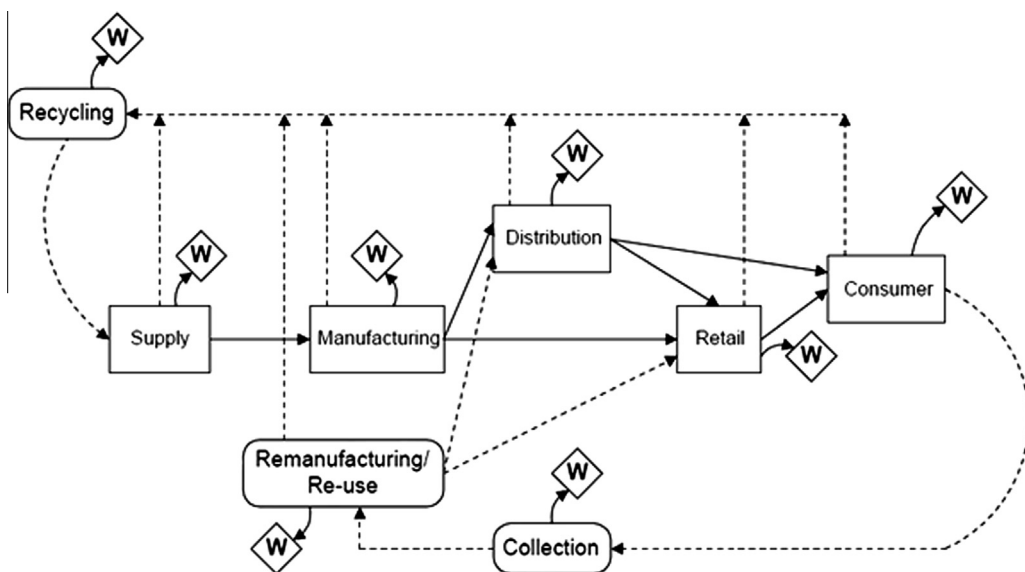 W
Recycling
W
Distribution
W
W
W
Consumer
Supply
Manufacturing
Retail
W
Remanufacturing/
Re-use
W
W
Collection